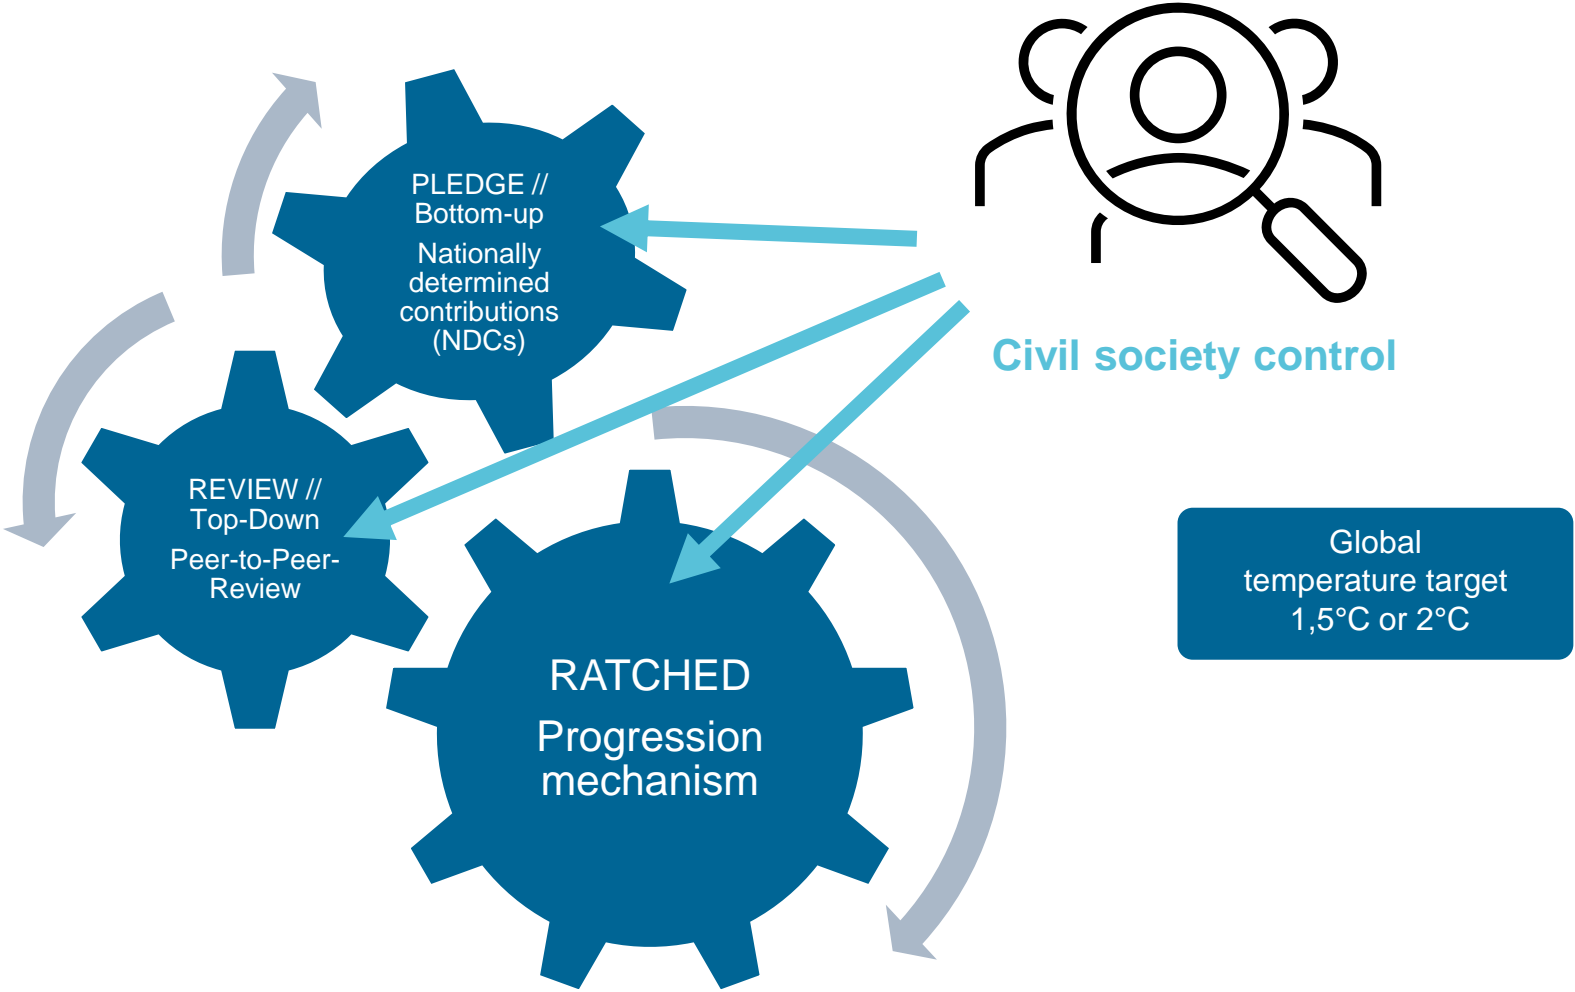 PLEDGE //
Bottom-up
Nationally
determined
contributions
(NDCs)
Civil society control
REVIEW //
Top-Down
Peer-to-Peer-
Review
Global
temperature target
1,5°C or 2°C
RATCHED
Progression
mechanism